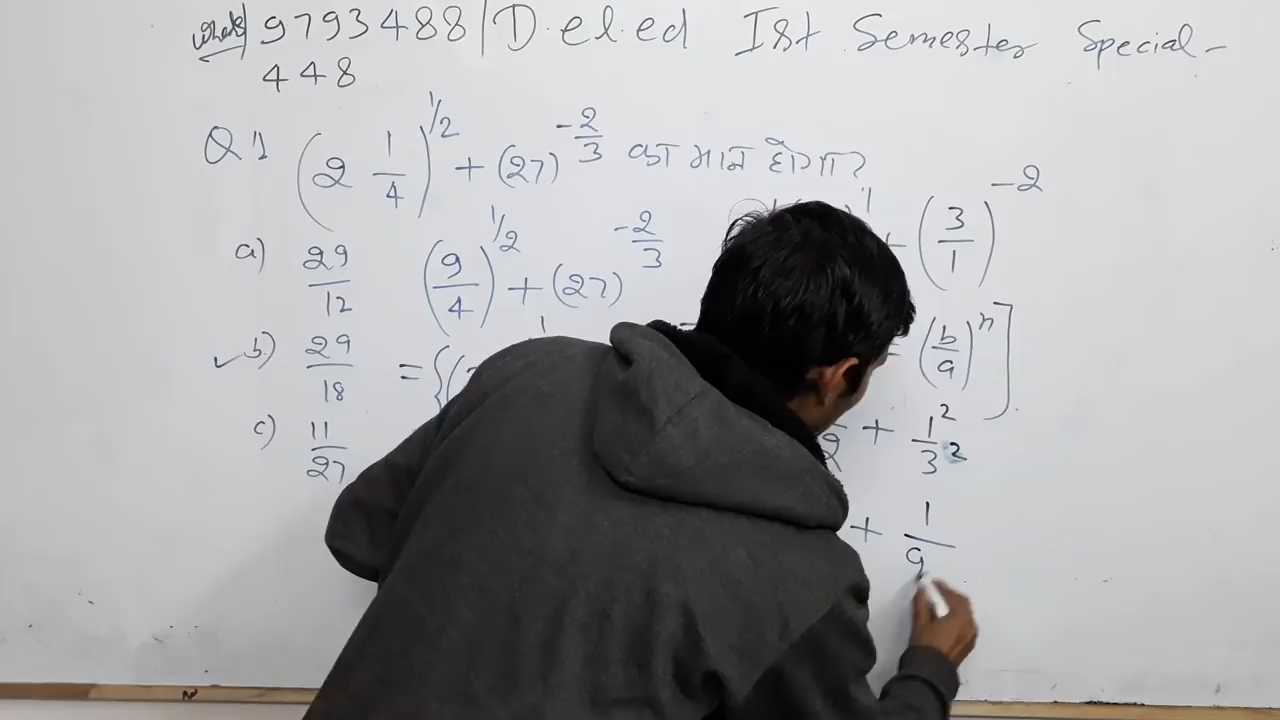 9793488 | D.el.ed Ist Semester Special-
448
Q1 (2 1/4)^1/2 + (27)^-2/3 का मान होगा?
a) 29/12 (9/4)^1/2 + (27)^-2/3 + (3/1)^-2
b) 29/18 = {( (b/a)^n ]
c) 11/27 + 1^2/3^2
+ 1/9